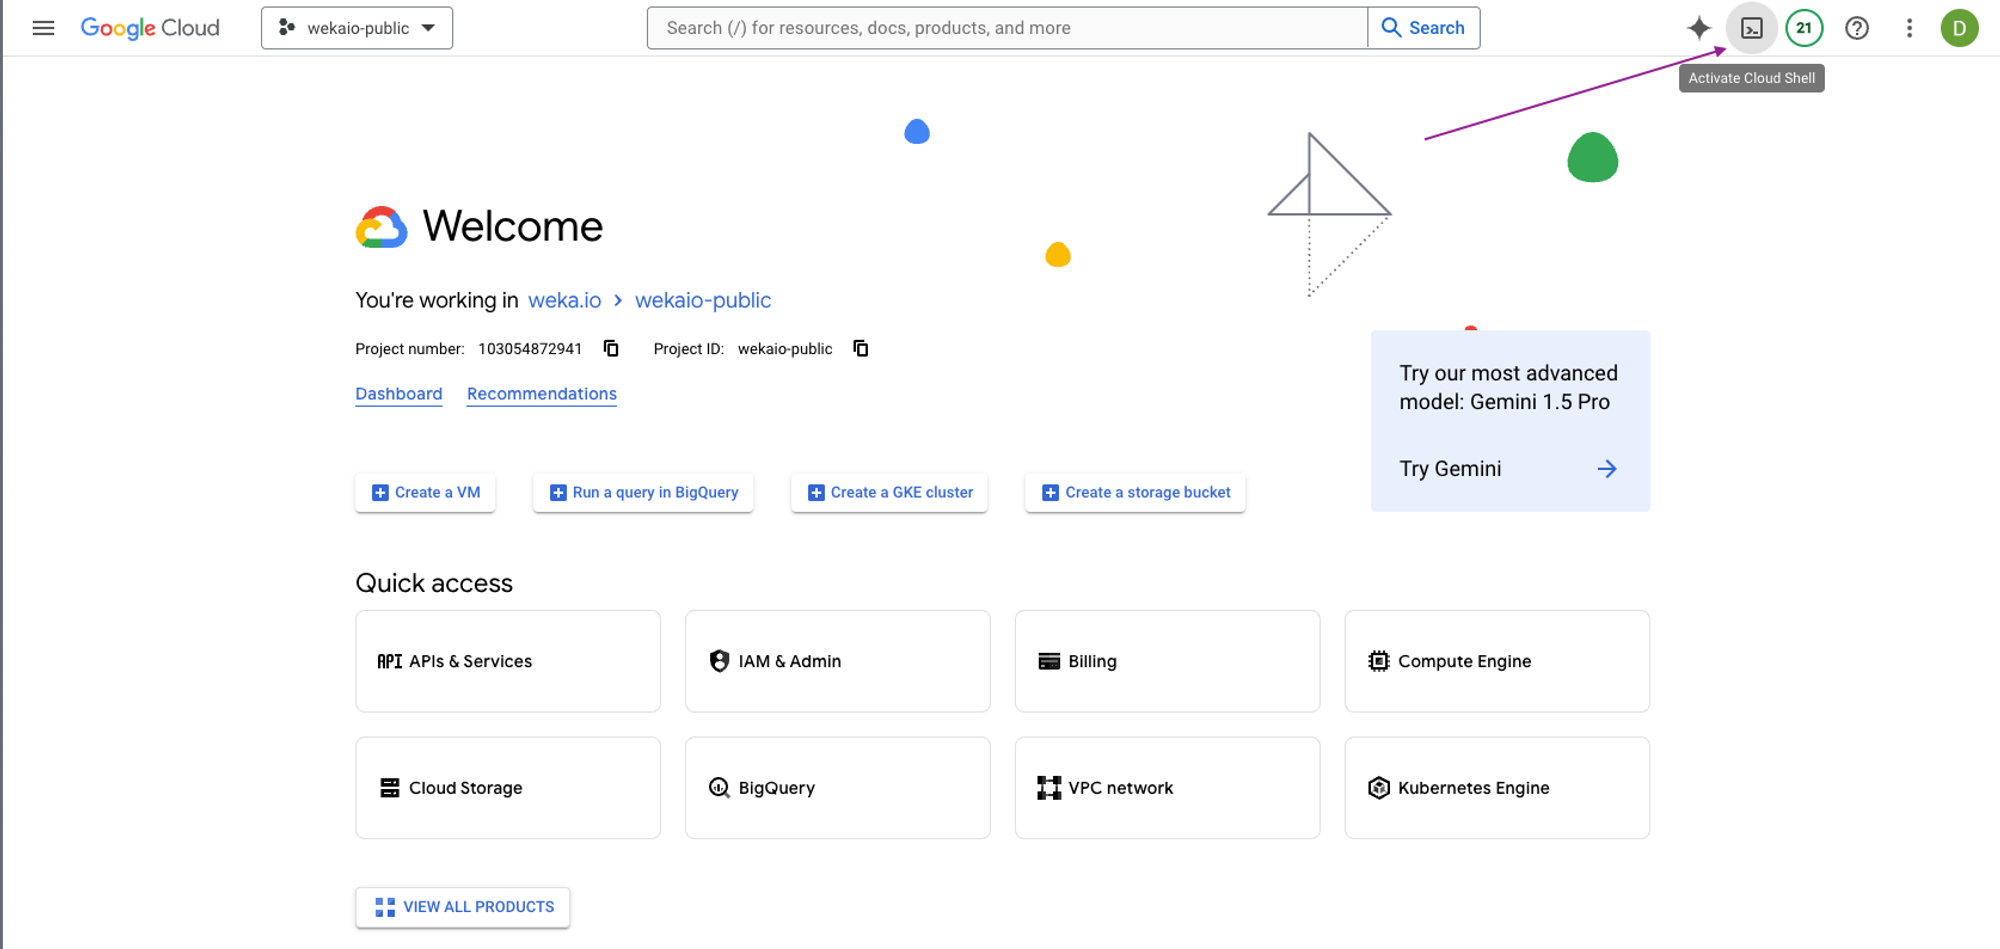 Google Cloud
wekaio-public
Search (/) for resources, docs, products, and more
Search
21
D
Activate Cloud Shell
Welcome
You're working in weka.io > wekaio-public
Project number: 103054872941 Project ID: wekaio-public
Dashboard Recommendations
Try our most advanced
model: Gemini 1.5 Pro
Try Gemini
Create a VM
Run a query in BigQuery
Create a GKE cluster
Create a storage bucket
Quick access
API APIs & Services
IAM & Admin
Billing
Compute Engine
Cloud Storage
BigQuery
VPC network
Kubernetes Engine
VIEW ALL PRODUCTS